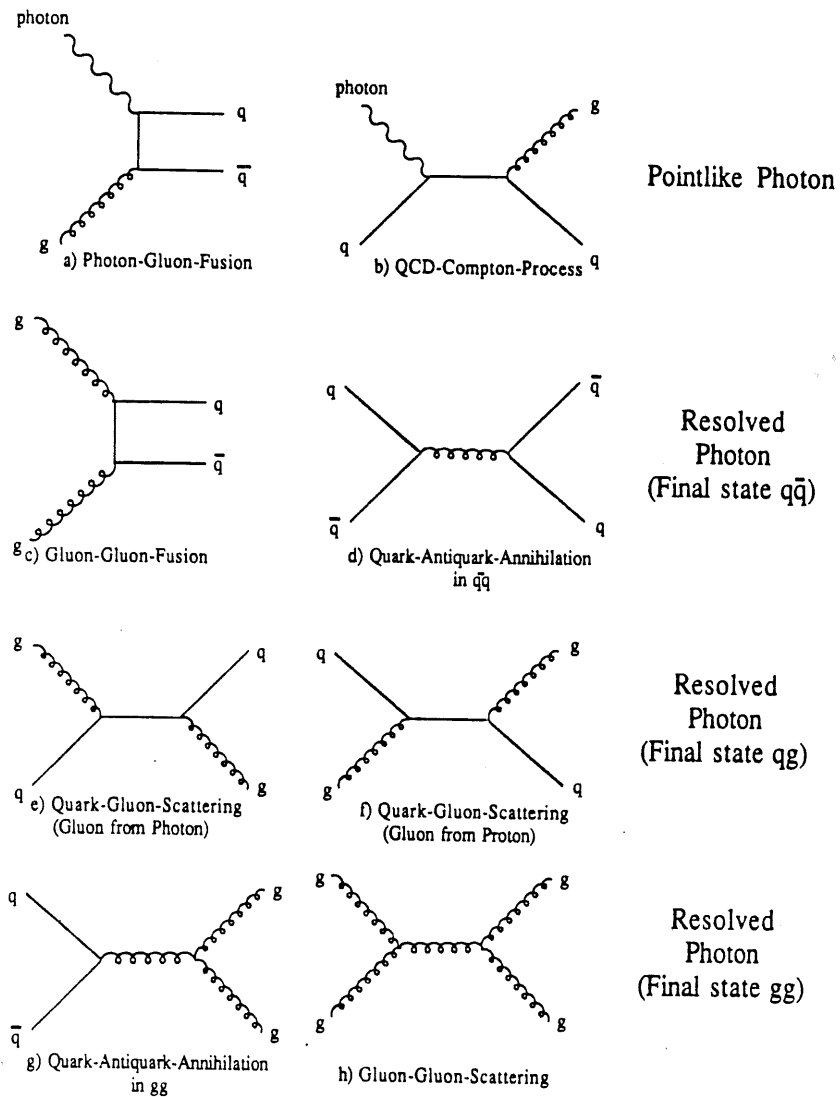 photon
q
q̅
g
a) Photon-Gluon-Fusion
photon
g
q
q
b) QCD-Compton-Process
Pointlike Photon
g
q
q̅
g
c) Gluon-Gluon-Fusion
q
q̅
q̅
q
d) Quark-Antiquark-Annihilation
in q̅q
Resolved
Photon
(Final state qq̅)
g
q
q
g
e) Quark-Gluon-Scattering
(Gluon from Photon)
q
g
g
q
f) Quark-Gluon-Scattering
(Gluon from Proton)
Resolved
Photon
(Final state qg)
q
g
q̅
g
g) Quark-Antiquark-Annihilation
in gg
g
g
g
g
h) Gluon-Gluon-Scattering
Resolved
Photon
(Final state gg)